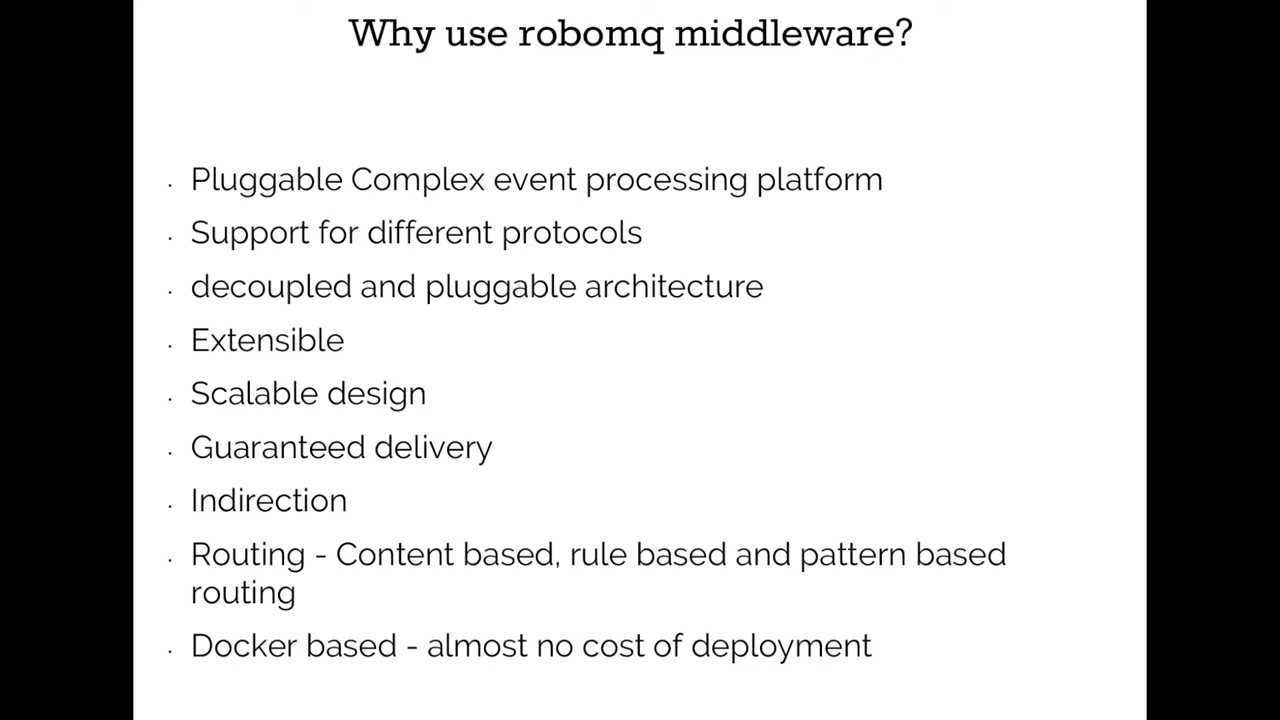 Why use robomq middleware?
· Pluggable Complex event processing platform
· Support for different protocols
· decoupled and pluggable architecture
· Extensible
· Scalable design
· Guaranteed delivery
· Indirection
· Routing - Content based, rule based and pattern based
routing
· Docker based - almost no cost of deployment